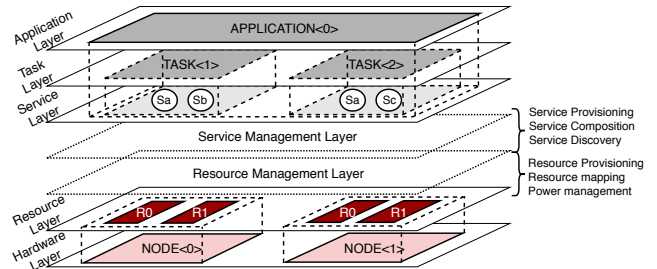 Application
Layer
APPLICATION<0>
Task
Layer
TASK<1>
TASK<2>
Service
Layer
Sa
Sb
Sa
Sc
Service Management Layer
Service Provisioning
Service Composition
Service Discovery
Resource Management Layer
Resource Provisioning
Resource mapping
Power management
Resource
Layer
R0
R1
R0
R1
Hardware
Layer
NODE<0>
NODE<1>